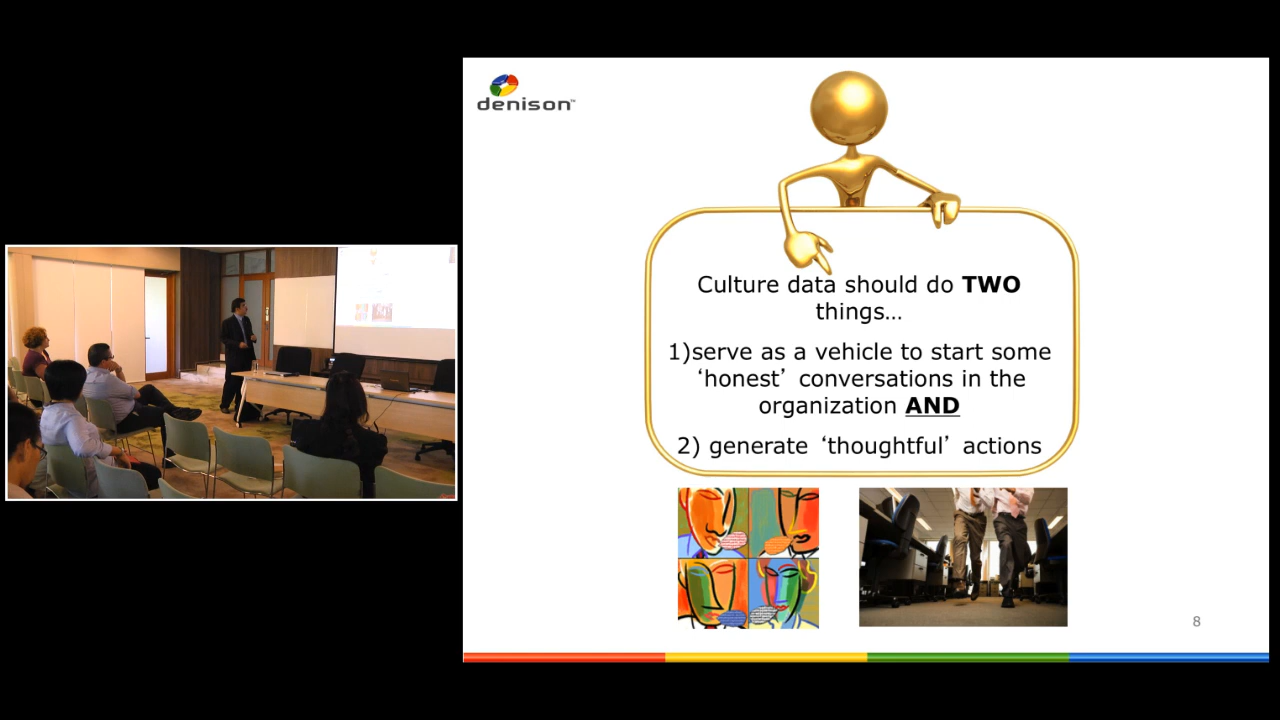 denison™
Culture data should do TWO
things…
1)serve as a vehicle to start some
‘honest’ conversations in the
organization AND
2) generate ‘thoughtful’ actions
8